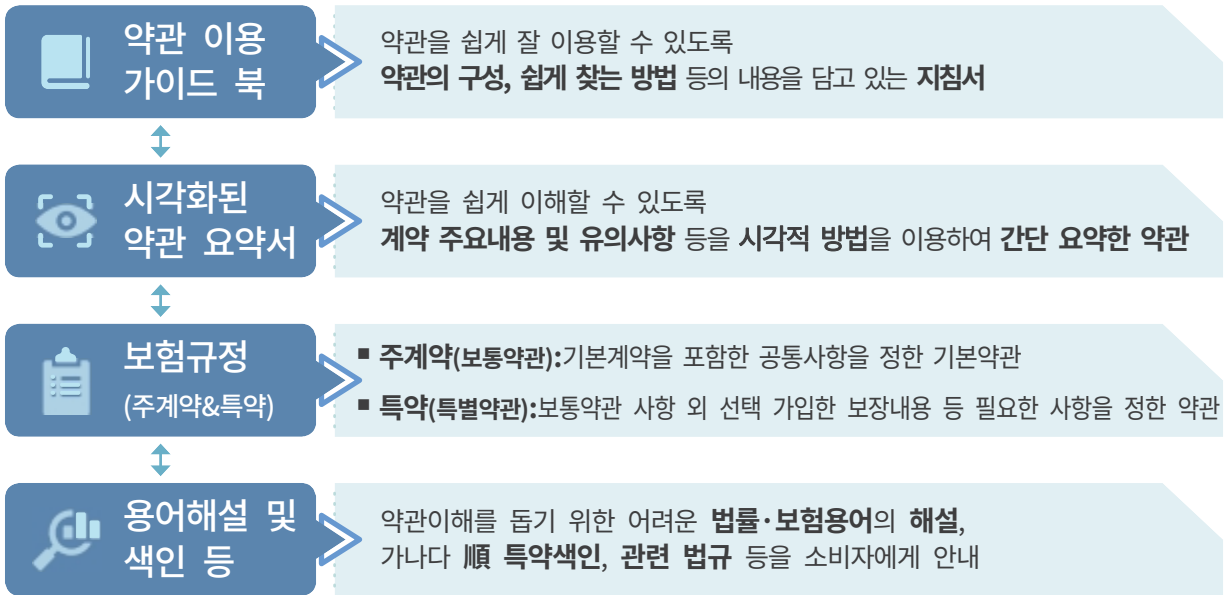 약관 이용
가이드 북
약관을 쉽게 잘 이용할 수 있도록
약관의 구성, 쉽게 찾는 방법 등의 내용을 담고 있는 지침서
시각화된
약관 요약서
약관을 쉽게 이해할 수 있도록
계약 주요내용 및 유의사항 등을 시각적 방법을 이용하여 간단 요약한 약관
보험규정
(주계약&특약)
▪ 주계약(보통약관):기본계약을 포함한 공통사항을 정한 기본약관
▪ 특약(특별약관):보통약관 사항 외 선택 가입한 보장내용 등 필요한 사항을 정한 약관
용어해설 및
색인 등
약관이해를 돕기 위한 어려운 법률·보험용어의 해설,
가나다 順 특약색인, 관련 법규 등을 소비자에게 안내